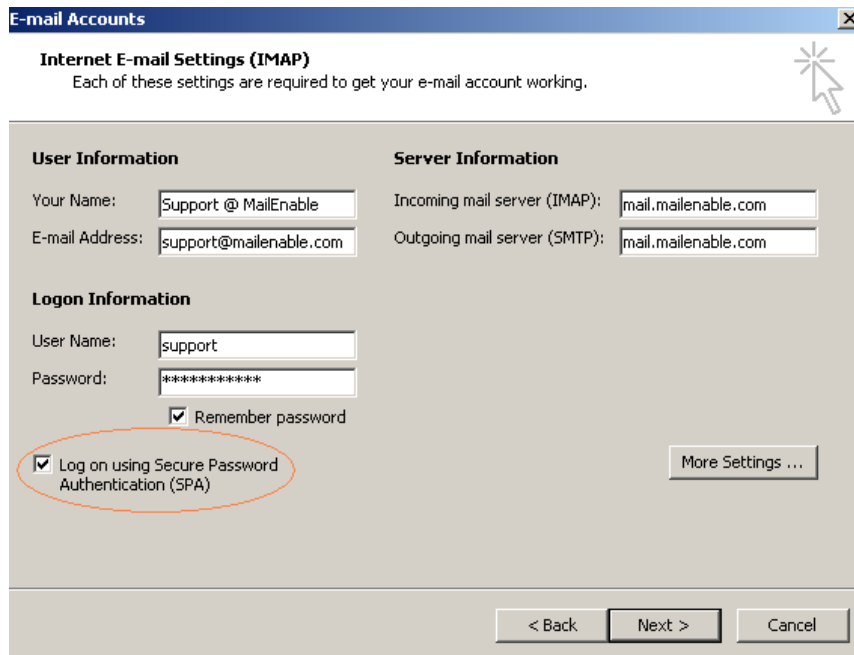 E-mail Accounts
Internet E-mail Settings (IMAP)
Each of these settings are required to get your e-mail account working.
User Information
Your Name: Support @ MailEnable
E-mail Address: support@mailenable.com
Server Information
Incoming mail server (IMAP): mail.mailenable.com
Outgoing mail server (SMTP): mail.mailenable.com
Logon Information
User Name: support
Password: ***********
Remember password
Log on using Secure Password
Authentication (SPA)
More Settings ...
< Back
Next >
Cancel